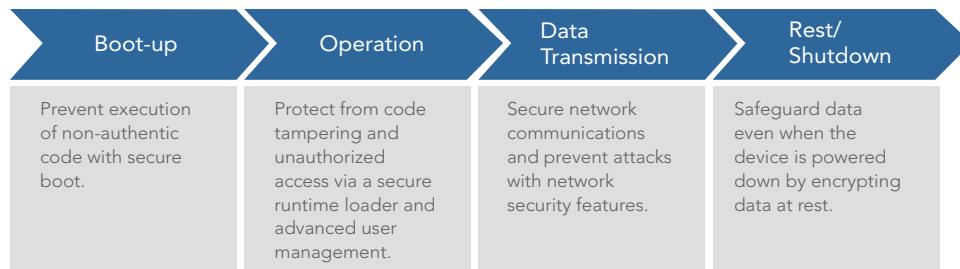 Boot-up
Prevent execution
of non-authentic
code with secure
boot.
Operation
Protect from code
tampering and
unauthorized
access via a secure
runtime loader and
advanced user
management.
Data
Transmission
Secure network
communications
and prevent attacks
with network
security features.
Rest/
Shutdown
Safeguard data
even when the
device is powered
down by encrypting
data at rest.